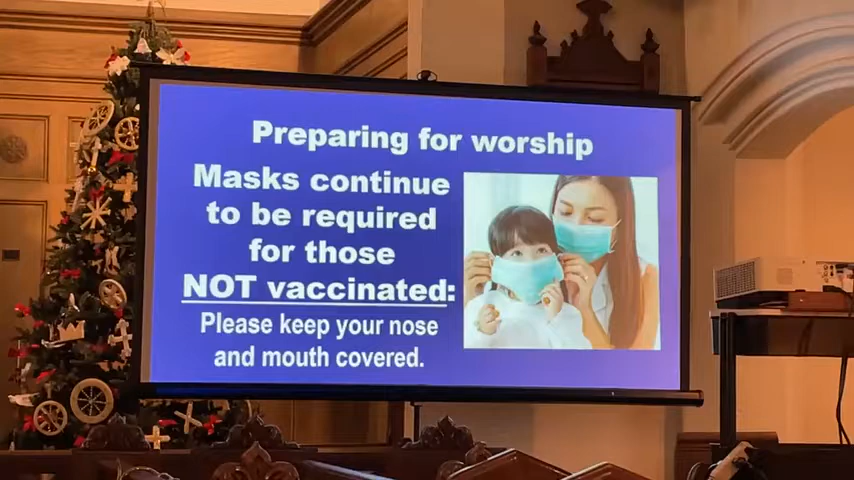 Preparing for worship
Masks continue
to be required
for those
NOT vaccinated:
Please keep your nose
and mouth covered.